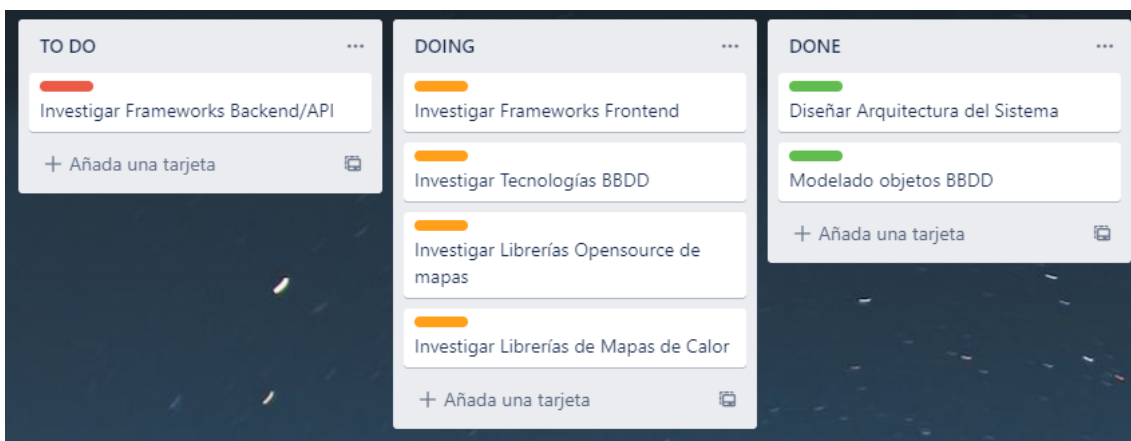 TO DO
Investigar Frameworks Backend/API
Añada una tarjeta
DOING
Investigar Frameworks Frontend
Investigar Tecnologías BBDD
Investigar Librerías Opensource de
mapas
Investigar Librerías de Mapas de Calor
Añada una tarjeta
DONE
Diseñar Arquitectura del Sistema
Modelado objetos BBDD
Añada una tarjeta